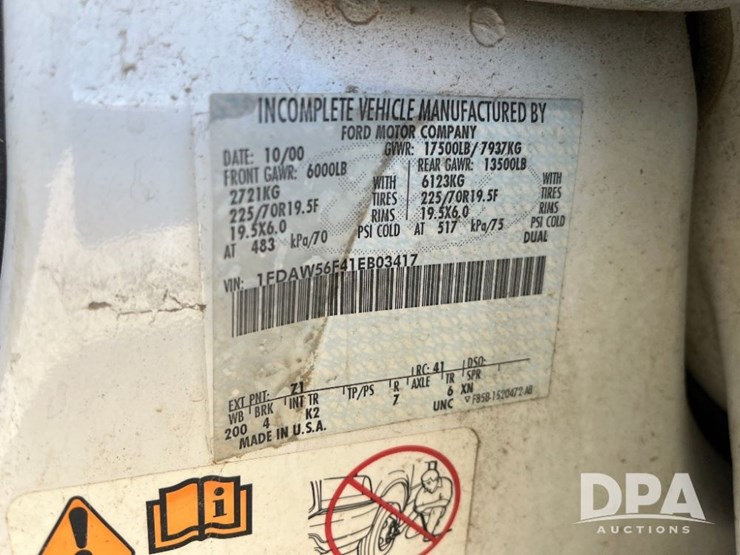 INCOMPLETE VEHICLE MANUFACTURED BY
FORD MOTOR COMPANY
DATE: 10/00 GVWR: 17500LB/ 7937KG
FRONT GAWR: 6000LB REAR GAWR: 13500LB
2721KG WITH 6123KG WITH
225/70R19.5F TIRES 225/70R19.5F TIRES
19.5X6.0 RIMS 19.5X6.0 RIMS
AT 483 kPa/70 PSI COLD AT 517 kPa/75 PSI COLD
DUAL
VIN: 1FDAW56F41EB03417
EXT PNT: Z1 RC: 41 DSO:
WB BRK INT TR TP/PS R AXLE TR SPR
200 4 K2 7 6 XN
MADE IN U.S.A. UNC F85B-1520472-AB
DPA
AUCTIONS